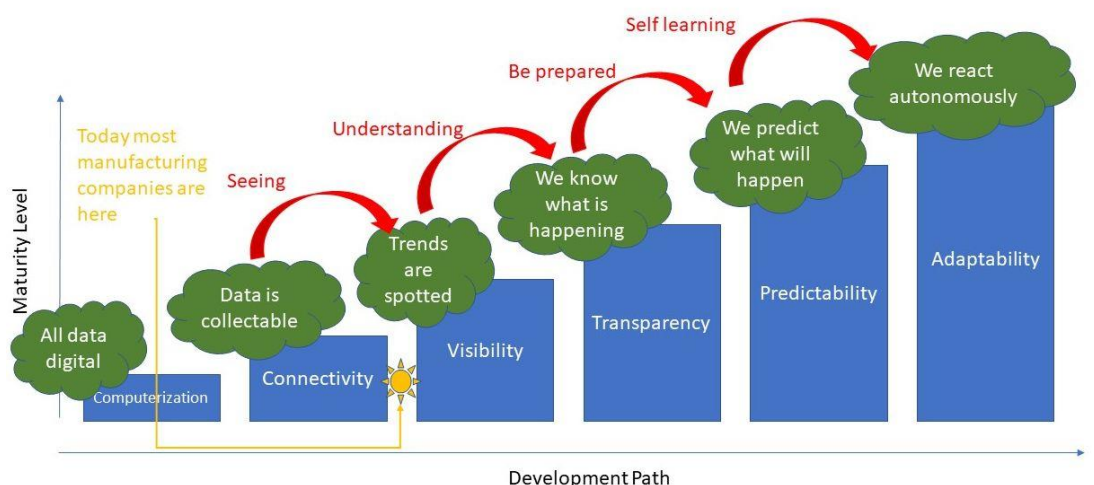 Self learning
We react
autonomously
Be prepared
Today most
manufacturing
companies are
here
Understanding
We predict
what will
happen
Seeing
We know
what is
happening
Maturity Level
Trends
are
spotted
Adaptability
Data is
collectable
Predictability
All data
digital
Transparency
Visibility
Connectivity
Computerization
Development Path